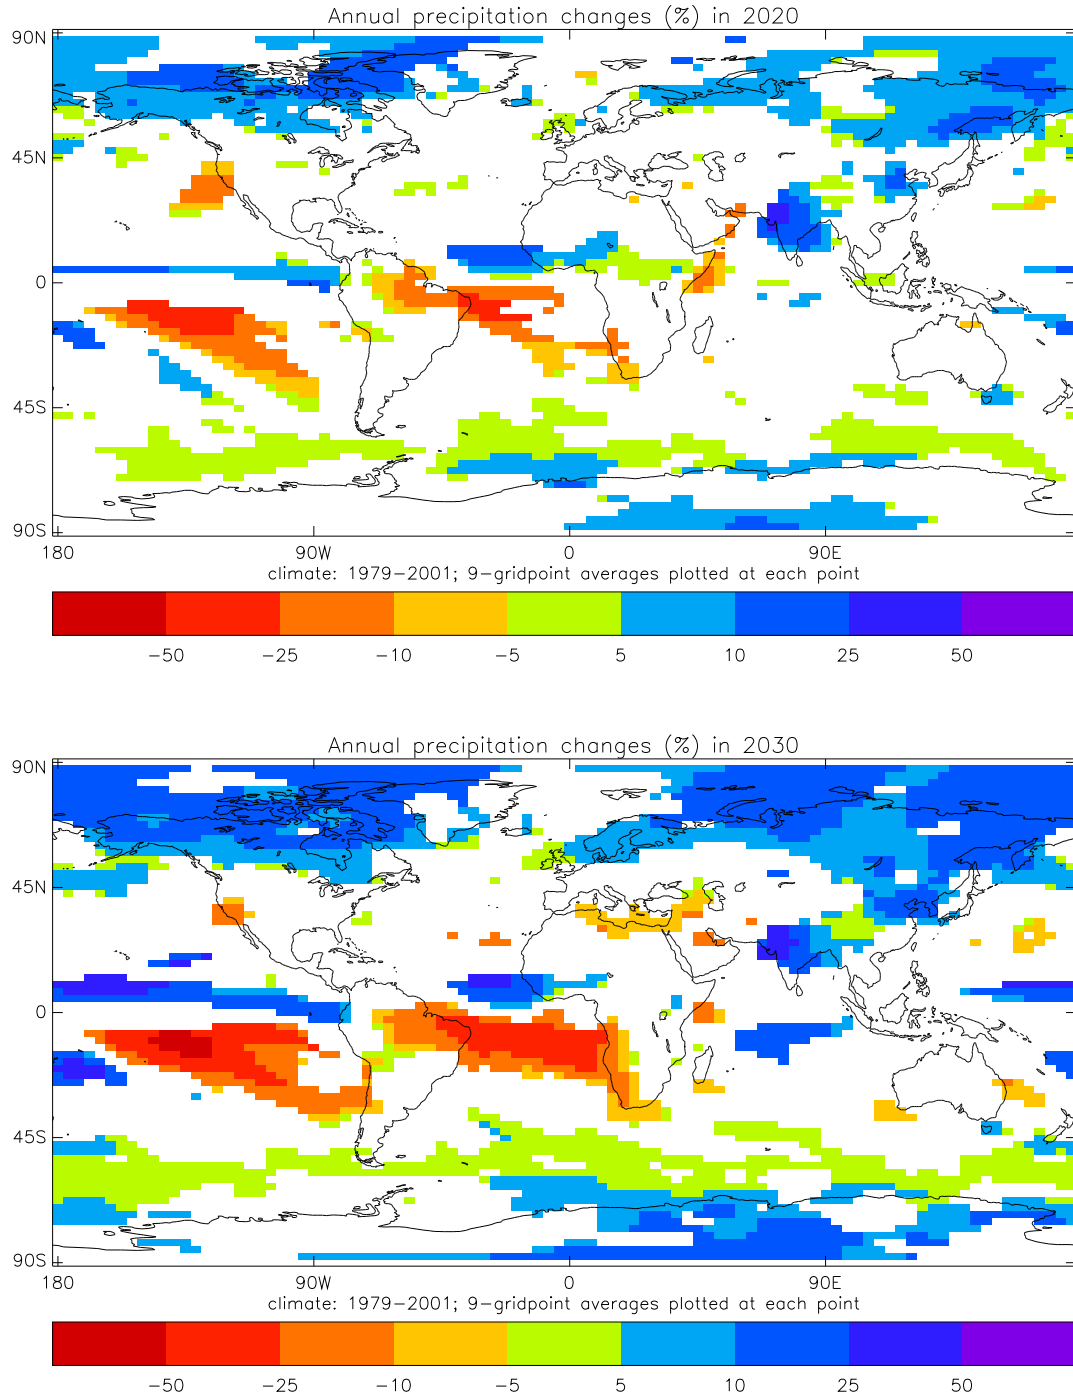 Annual precipitation changes (%) in 2020
90N
45N
0
45S
90S
180 90W 0 90E
climate: 1979-2001; 9-gridpoint averages plotted at each point
-50 -25 -10 -5 5 10 25 50
Annual precipitation changes (%) in 2030
90N
45N
0
45S
90S
180 90W 0 90E
climate: 1979-2001; 9-gridpoint averages plotted at each point
-50 -25 -10 -5 5 10 25 50